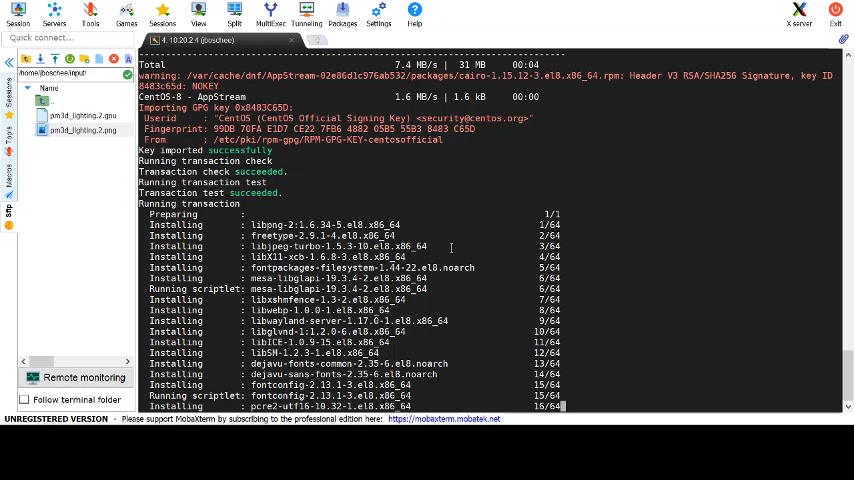 Session Servers Tools Games Sessions View Split MultiExec Tunneling Packages Settings Help X server Exit
Quick connect...
4. 10.20.2.4 (jboschee)
/home/jboschee/input/
Name
..
pm3d_lighting.2.gnu
pm3d_lighting.2.png
Sessions
Tools
Macros
Sftp
Remote monitoring
Follow terminal folder
--------------------------------------------------------------------------------
Total 7.4 MB/s | 31 MB 00:04
warning: /var/cache/dnf/AppStream-02e86d1c976ab532/packages/cairo-1.15.12-3.el8.x86_64.rpm: Header V3 RSA/SHA256 Signature, key ID
8483c65d: NOKEY
CentOS-8 - AppStream 1.6 MB/s | 1.6 kB 00:00
Importing GPG key 0x8483C65D:
Userid : "CentOS (CentOS Official Signing Key) <security@centos.org>"
Fingerprint: 99DB 70FA E1D7 CE22 7FB6 4882 05B5 55B3 8483 C65D
From : /etc/pki/rpm-gpg/RPM-GPG-KEY-centosofficial
Key imported successfully
Running transaction check
Transaction check succeeded.
Running transaction test
Transaction test succeeded.
Running transaction
Preparing : 1/1
Installing : libpng-2:1.6.34-5.el8.x86_64 1/64
Installing : freetype-2.9.1-4.el8.x86_64 2/64
Installing : libjpeg-turbo-1.5.3-10.el8.x86_64 3/64
Installing : libX11-xcb-1.6.8-3.el8.x86_64 4/64
Installing : fontpackages-filesystem-1.44-22.el8.noarch 5/64
Installing : mesa-libglapi-19.3.4-2.el8.x86_64 6/64
Running scriptlet: mesa-libglapi-19.3.4-2.el8.x86_64 6/64
Installing : libxshmfence-1.3-2.el8.x86_64 7/64
Installing : libwebp-1.0.0-1.el8.x86_64 8/64
Installing : libwayland-server-1.17.0-1.el8.x86_64 9/64
Installing : libglvnd-1:1.2.0-6.el8.x86_64 10/64
Installing : libICE-1.0.9-15.el8.x86_64 11/64
Installing : libSM-1.2.3-1.el8.x86_64 12/64
Installing : dejavu-fonts-common-2.35-6.el8.noarch 13/64
Installing : dejavu-sans-fonts-2.35-6.el8.noarch 14/64
Installing : fontconfig-2.13.1-3.el8.x86_64 15/64
Running scriptlet: fontconfig-2.13.1-3.el8.x86_64 15/64
Installing : pcre2-utf16-10.32-1.el8.x86_64 16/64
UNREGISTERED VERSION - Please support MobaXterm by subscribing to the professional edition here: https://mobaxterm.mobatek.net